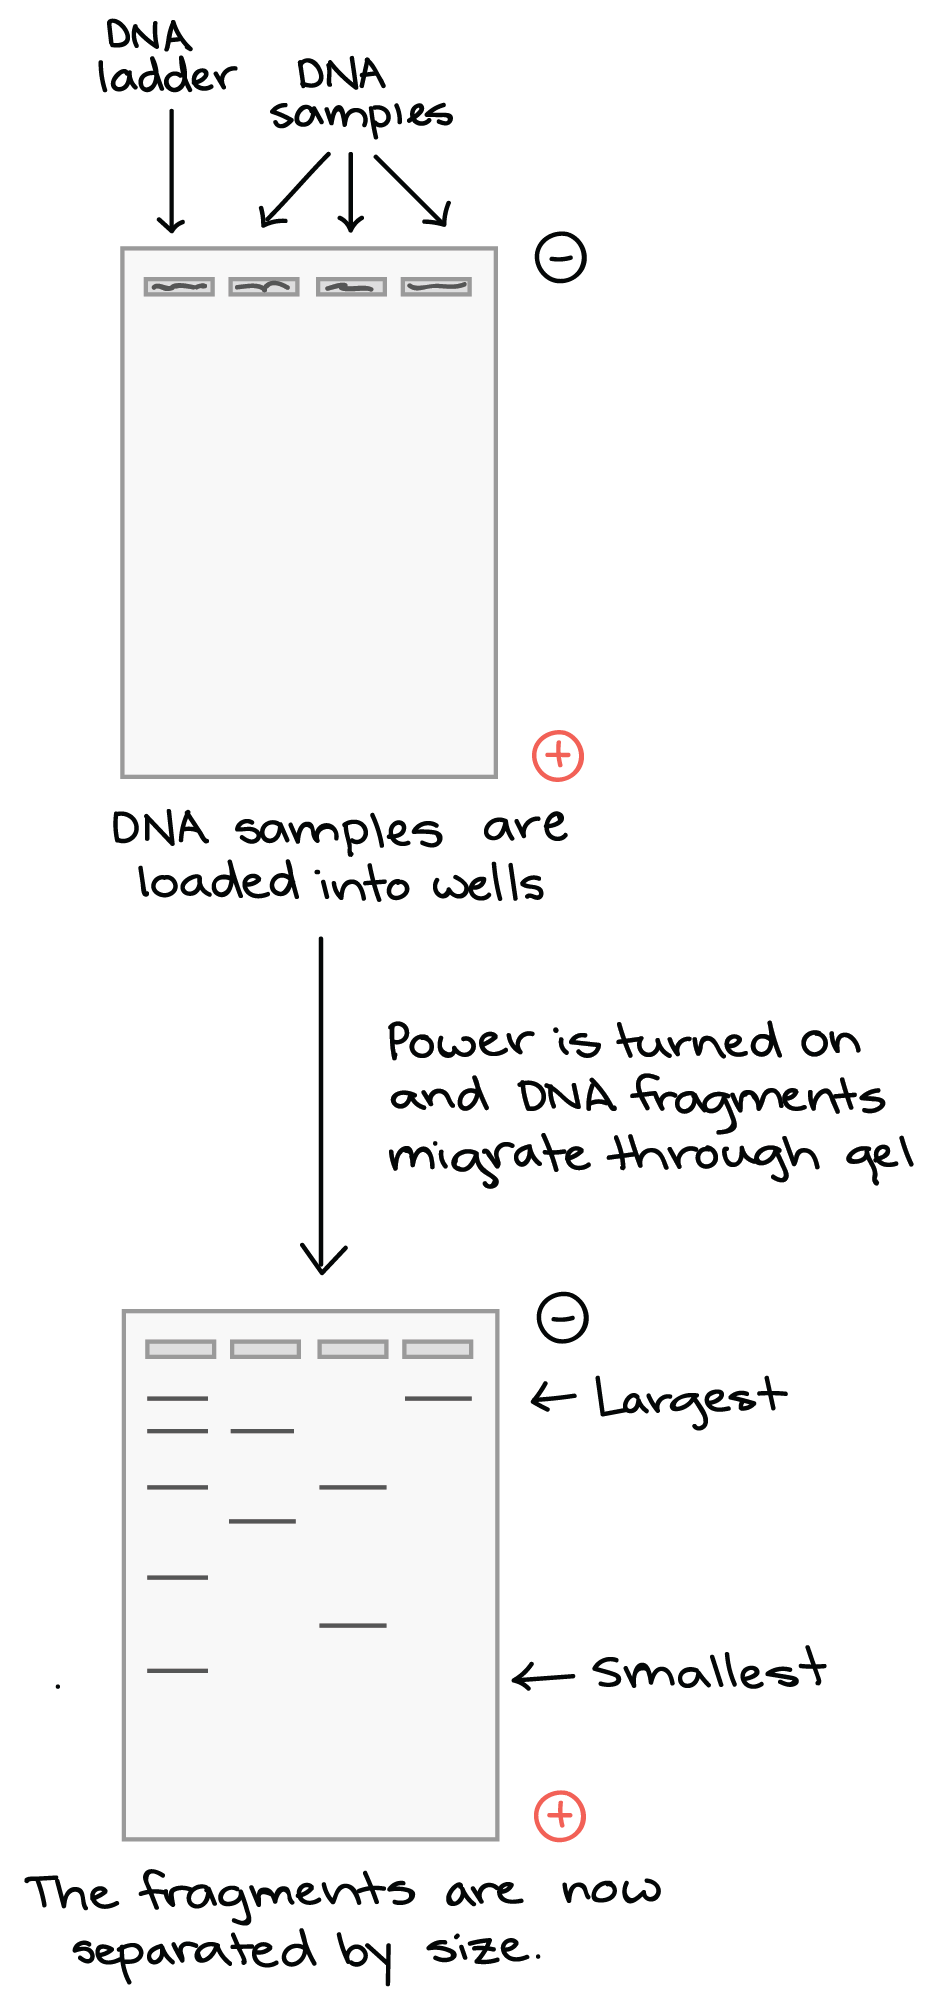 DNA
ladder
DNA
samples
−
+
DNA samples are
loaded into wells
Power is turned on
and DNA fragments
migrate through gel
−
← Largest
← Smallest
+
The fragments are now
separated by size.